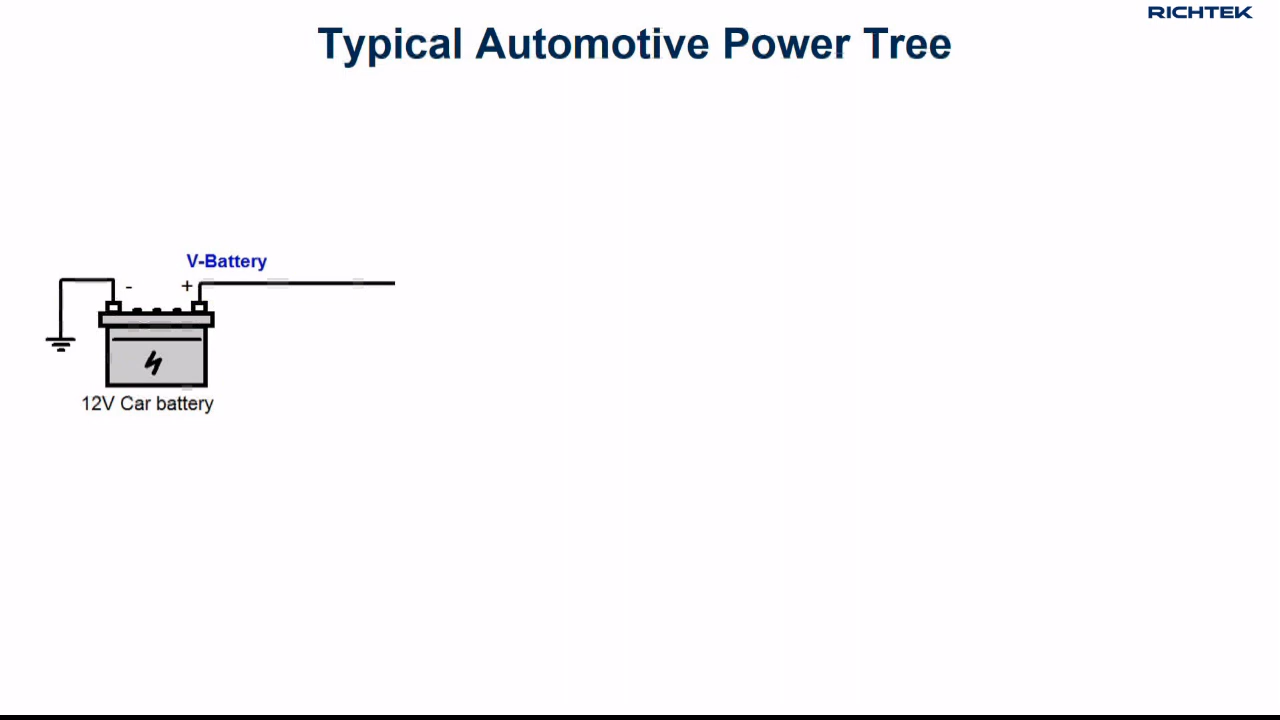 RICHTEK
Typical Automotive Power Tree
V-Battery
- +
12V Car battery